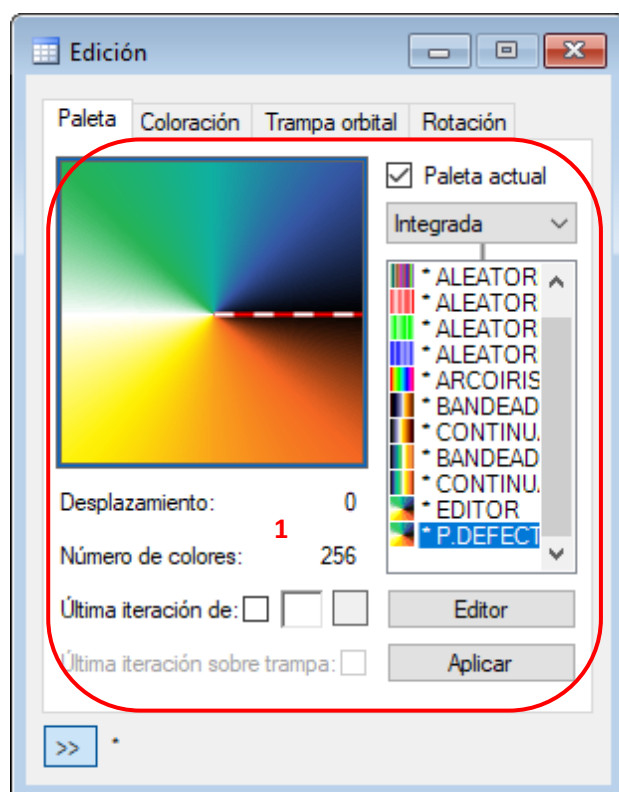 Edición
Paleta Coloración Trampa orbital Rotación
Paleta actual
Integrada
* ALEATOR
* ALEATOR
* ALEATOR
* ALEATOR
* ARCOIRIS
* BANDEAD
* CONTINU.
* BANDEAD
* CONTINU.
* EDITOR
* P.DEFECT
Desplazamiento: 0
1
Número de colores: 256
Última iteración de:
Editor
Última iteración sobre trampa:
Aplicar
>> *